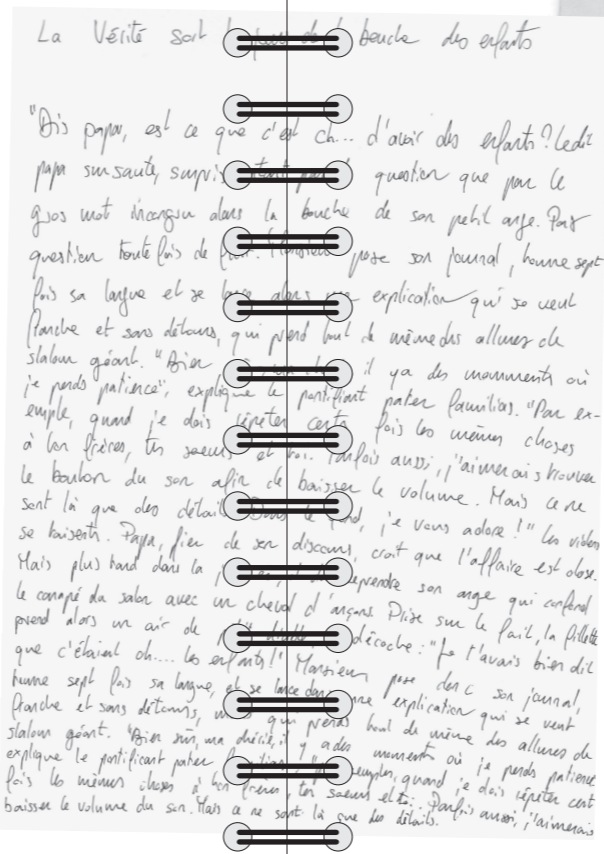 La Vérité sort bouche des enfants
"Dis papa, est ce que c'est ch... d'avoir des enfants? Ledit
papa sursaute, surpris question que par le
gros mot incongru dans la bouche de son petit ange. Pas
question toutefois de Monsieur pose son journal, tourne sept
fois sa langue et se lance dans une explication qui se veut
franche et sans détours, qui prend tout de même des allures de
slalom géant. "Bien il y a des moments où
je perds patience", explique le pontifiant pater familias. "Par ex-
emple, quand je dois répéter cent fois les mêmes choses
à ton frères, tes soeurs et toi. Parfois aussi, j'aimerais trouver
le bouton du son afin de baisser le volume. Mais ce ne
sont là que des détails. Dans le fond, je vous adore!" Les
se taisent. Papa, fier de son discours, croit que l'affaire est close.
Mais plus tard dans la reprendre son ange qui confond
le canapé du salon avec un cheval d'arçons. Prise sur le fait, la fillette
prend alors un air de décoche: "Je t'avais bien dit
que c'étaient ch.... les enfants!" Monsieur pose donc son journal,
tourne sept fois sa langue, et se lance dans une explication qui se veut
franche et sans détours, mais qui prend tout de même des allures de
slalom géant. "Bien sûr, ma chérie, il y a des moments où je perds patience
explique le pontifiant pater quand je dois répéter cent
fois les mêmes choses à ton frères, tes soeurs et toi. Parfois aussi, j'aimerais
baisser le volume du son. Mais ce ne sont là que des détails.